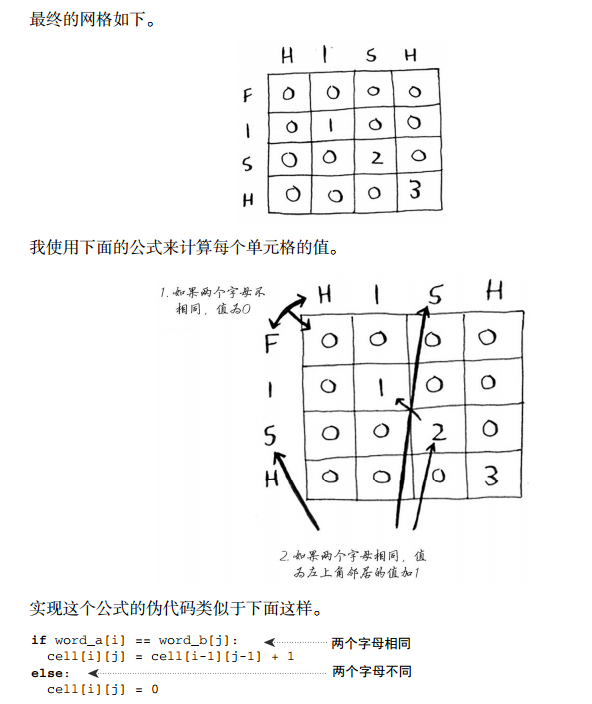 最终的网格如下。
H I S H
F 0 0 0 0
I 0 1 0 0
S 0 0 2 0
H 0 0 0 3
我使用下面的公式来计算每个单元格的值。
1.如果两个字母不
相同，值为0
H I S H
F 0 0 0 0
I 0 1 0 0
S 0 0 2 0
H 0 0 0 3
2.如果两个字母相同，值
为左上角邻居的值加1
实现这个公式的伪代码类似于下面这样。
if word_a[i] == word_b[j]: 两个字母相同
cell[i][j] = cell[i-1][j-1] + 1
else: 两个字母不同
cell[i][j] = 0